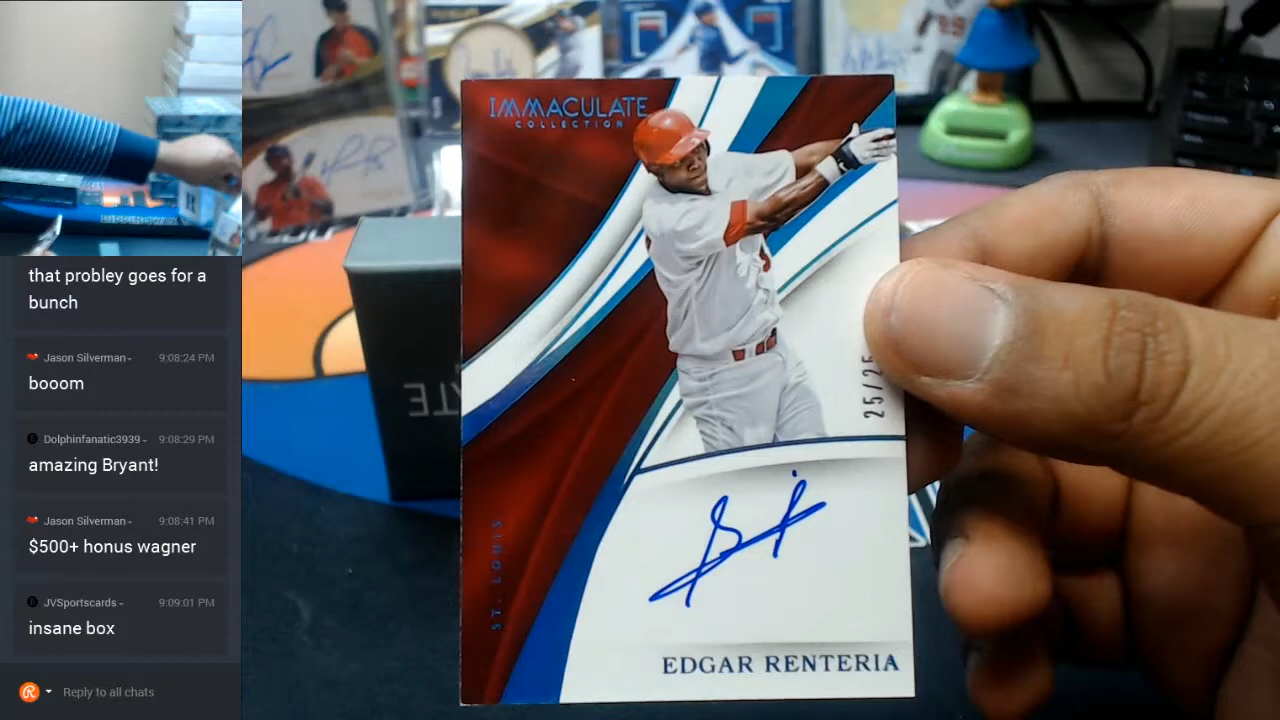 that probley goes for a
bunch
Jason Silverman
9:08:24 PM
booom
Dolphinfanatic3939
9:08:29 PM
amazing Bryant!
Jason Silverman
9:08:41 PM
$500+ honus wagner
JVSportscards
9:09:01 PM
insane box
Reply to all chats
IMMACULATE
COLLECTION
25/25
ST. LOUIS
EDGAR RENTERIA